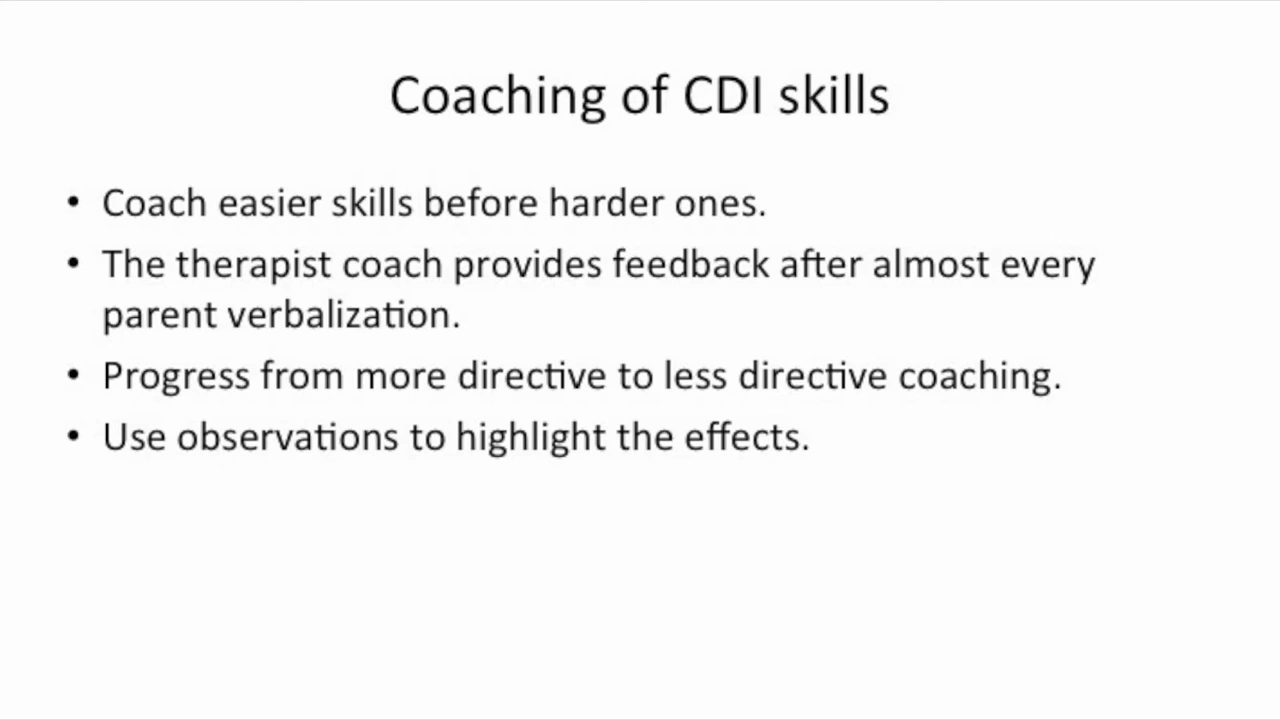 Coaching of CDI skills
• Coach easier skills before harder ones.
• The therapist coach provides feedback after almost every
parent verbalization.
• Progress from more directive to less directive coaching.
• Use observations to highlight the effects.